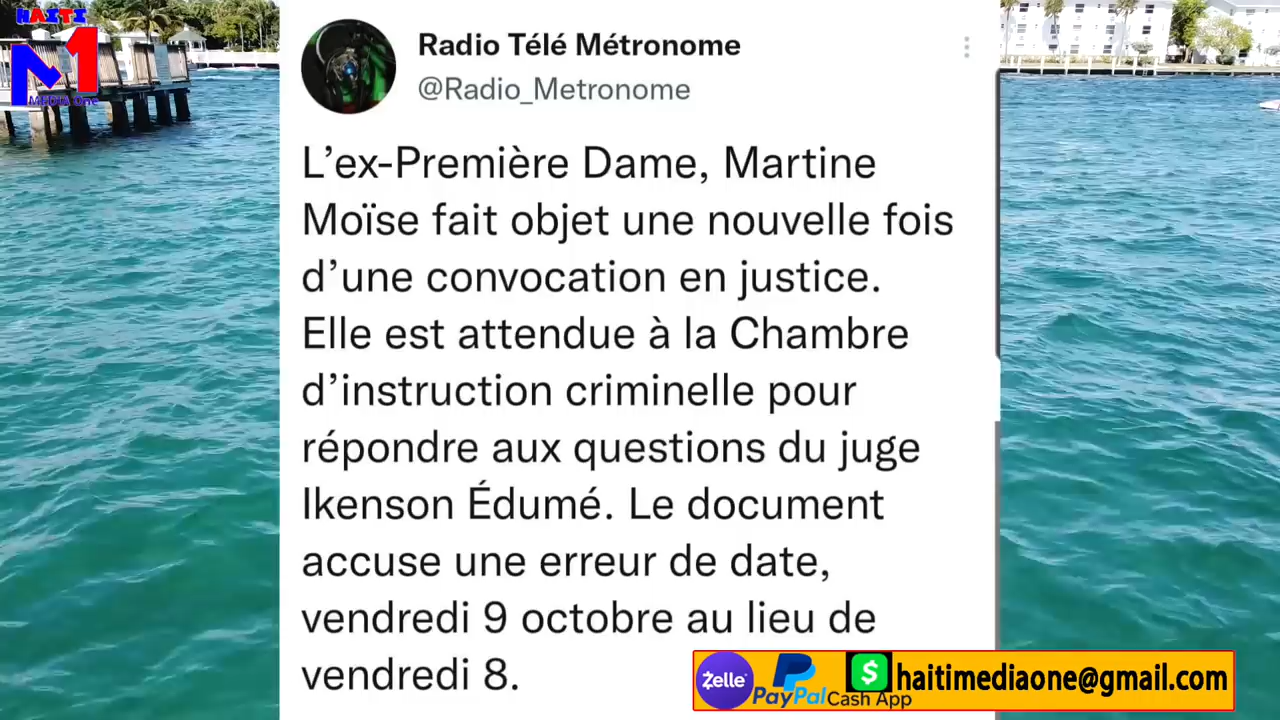 HAITI
M1
MEDIA One
Radio Télé Métronome
@Radio_Metronome
L’ex-Première Dame, Martine
Moïse fait objet une nouvelle fois
d’une convocation en justice.
Elle est attendue à la Chambre
d’instruction criminelle pour
répondre aux questions du juge
Ikenson Édumé. Le document
accuse une erreur de date,
vendredi 9 octobre au lieu de
vendredi 8.
Zelle PayPal $ Cash App haitimediaone@gmail.com